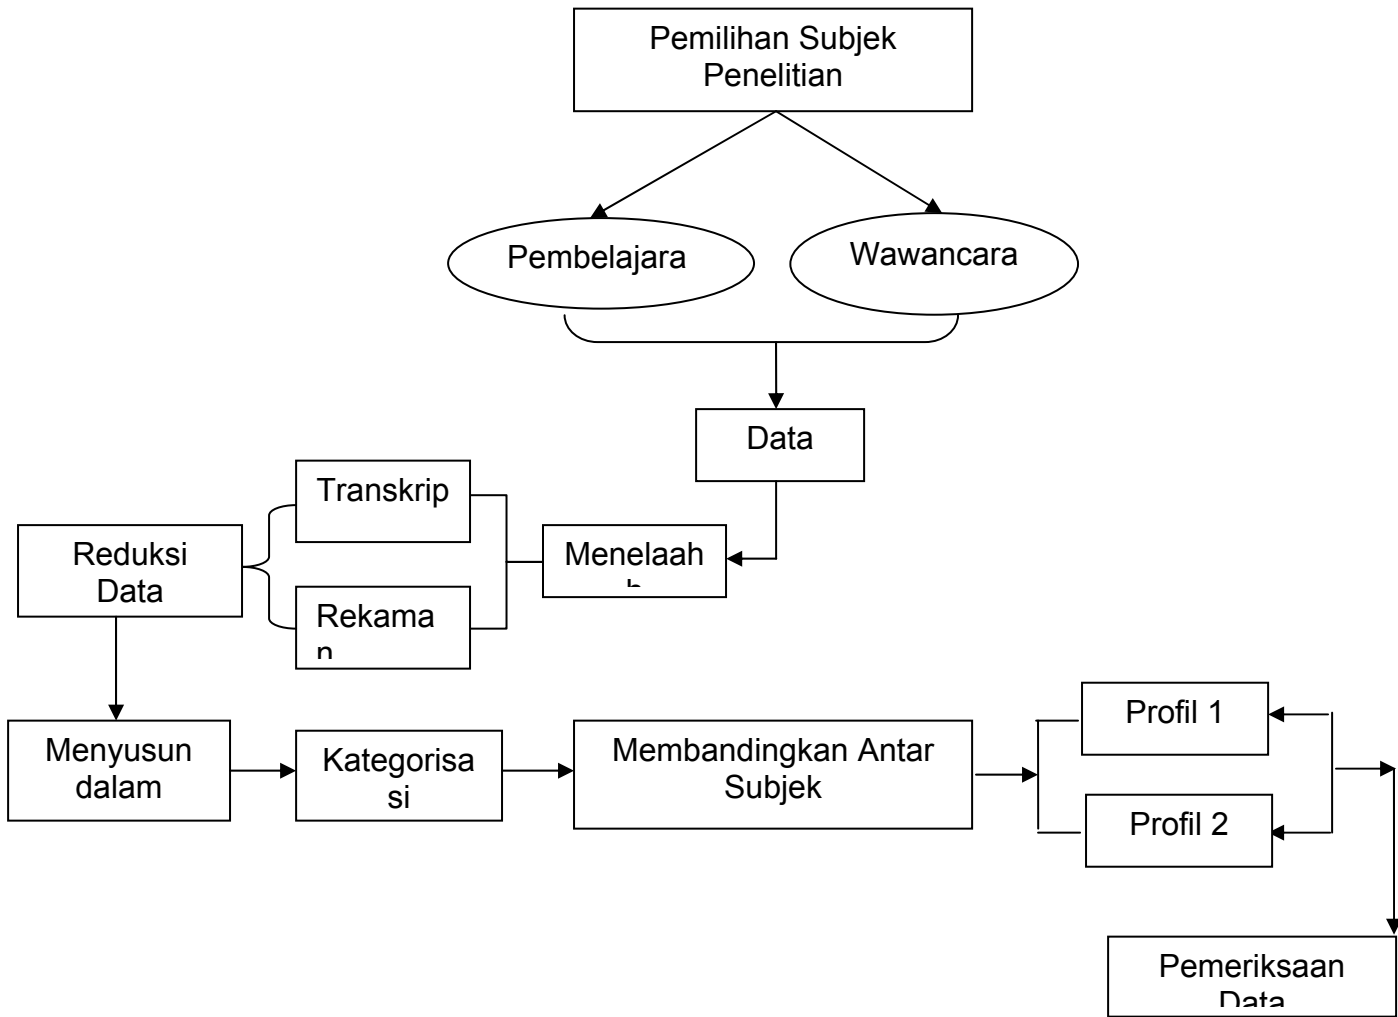 Pemilihan Subjek
Penelitian
Pembelajara
Wawancara
Data
Transkrip
Menelaah
Reduksi
Data
Rekama
n
Menyusun
dalam
Kategorisa
si
Membandingkan Antar
Subjek
Profil 1
Profil 2
Pemeriksaan
Data